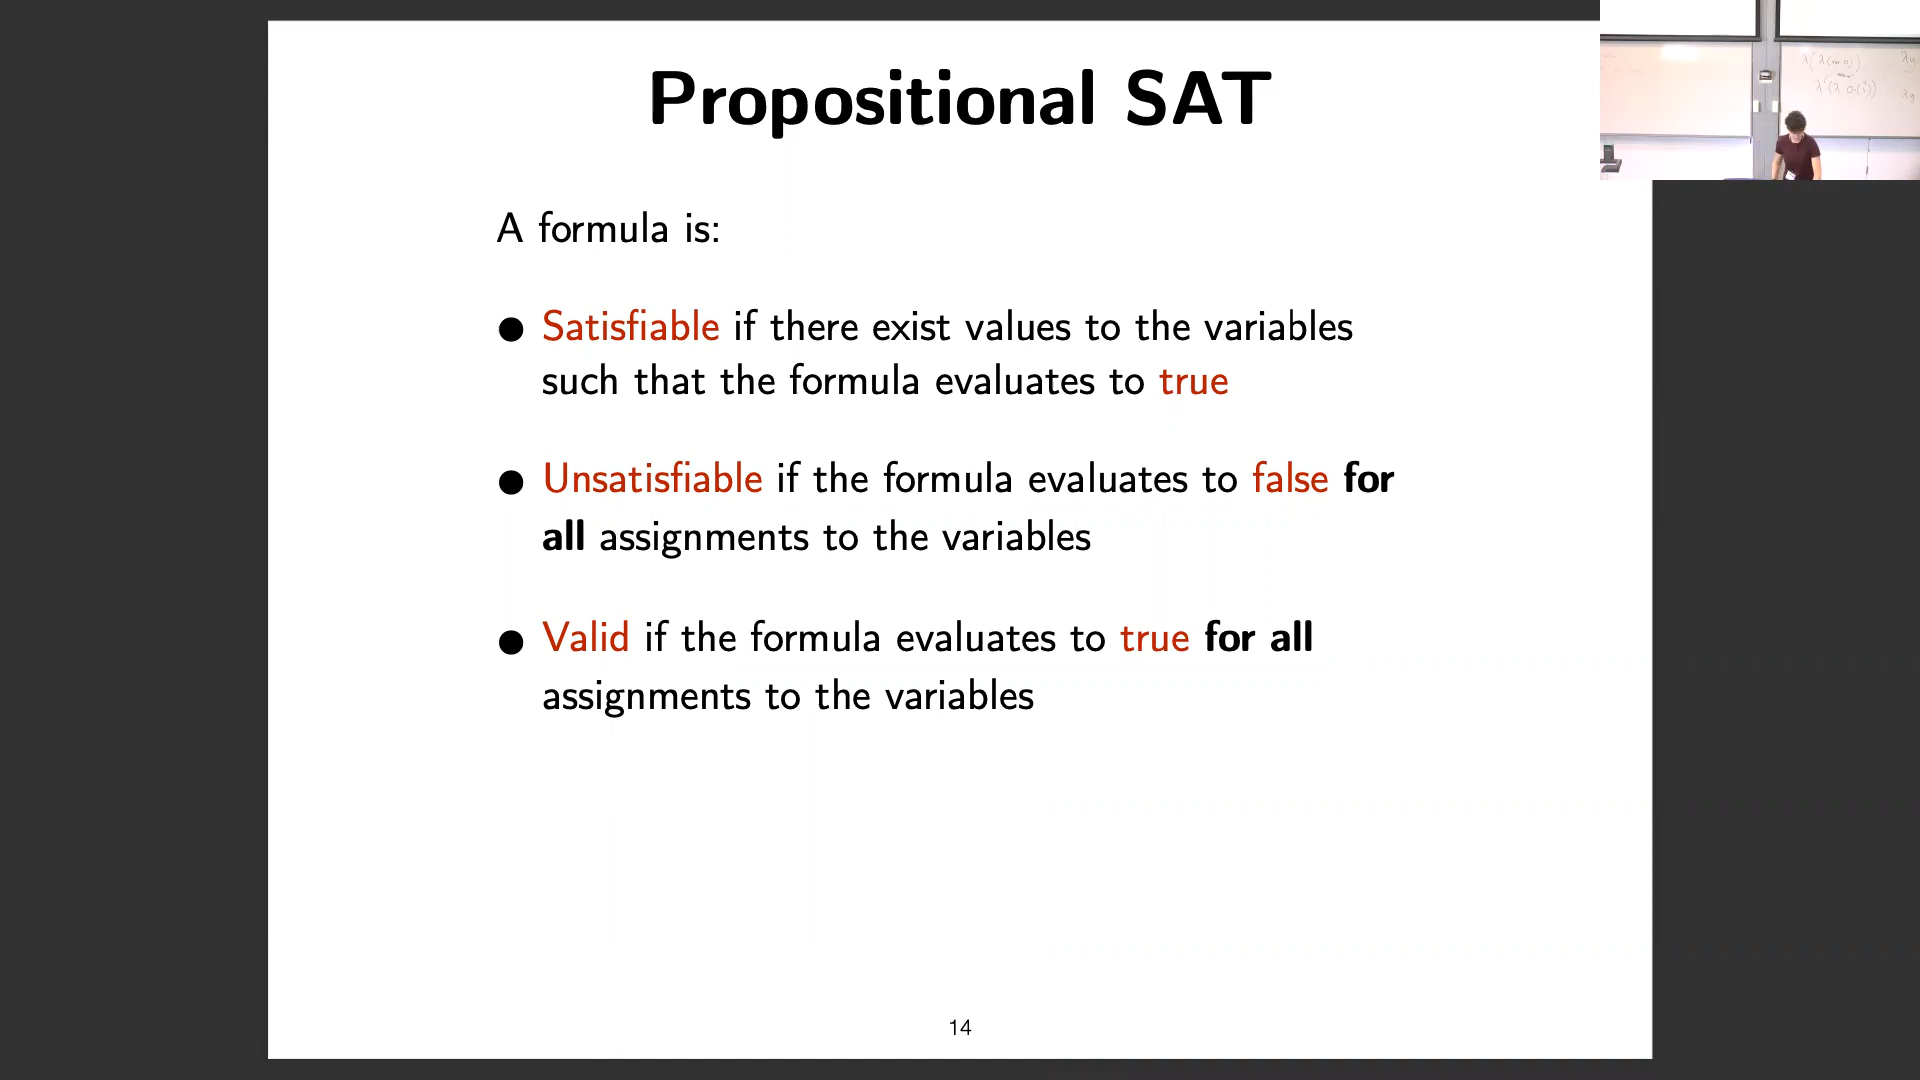 Propositional SAT
A formula is:
● Satisfiable if there exist values to the variables
such that the formula evaluates to true
● Unsatisfiable if the formula evaluates to false for
all assignments to the variables
● Valid if the formula evaluates to true for all
assignments to the variables
14